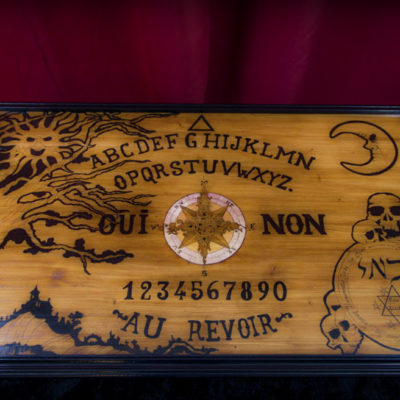 ABCDEFGHIJKLMN
OPQRSTUVWXYZ.
OUI NON
1234567890
~AU REVOIR~